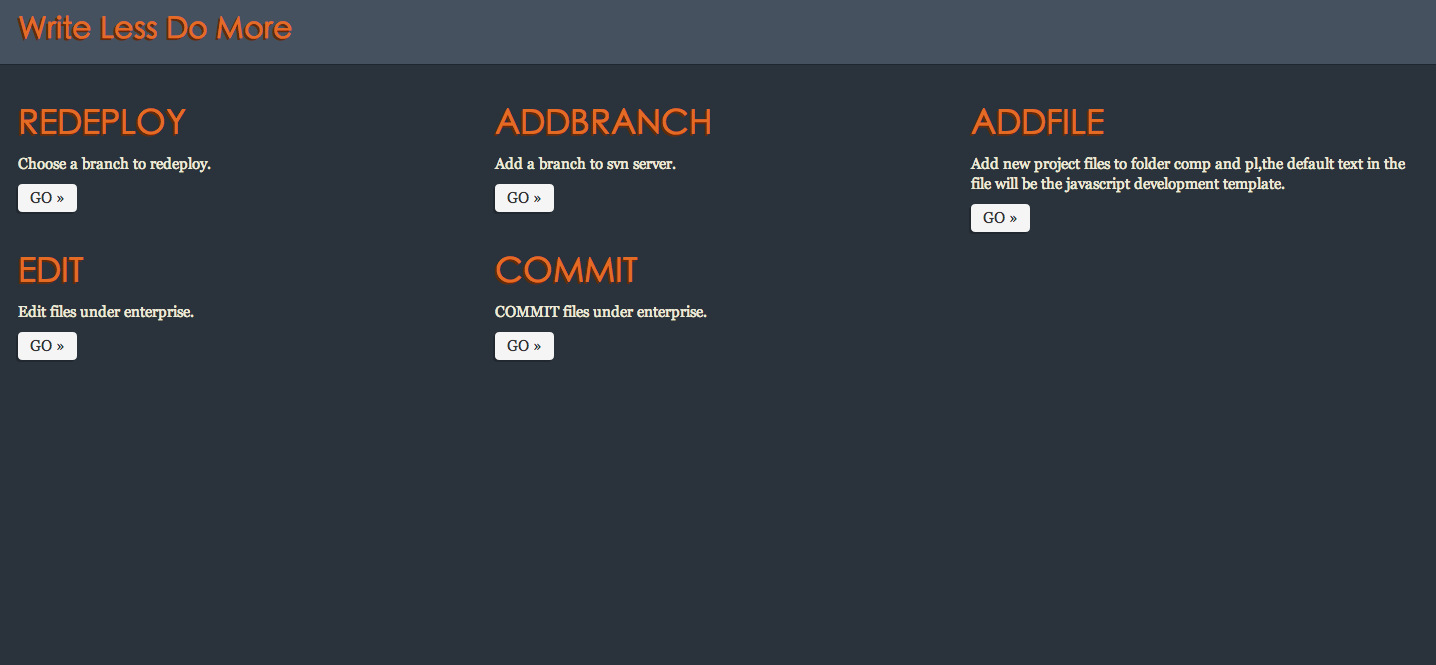 Write Less Do More
REDEPLOY
Choose a branch to redeploy.
GO »
ADDBRANCH
Add a branch to svn server.
GO »
ADDFILE
Add new project files to folder comp and pl,the default text in the
file will be the javascript development template.
GO »
EDIT
Edit files under enterprise.
GO »
COMMIT
COMMIT files under enterprise.
GO »